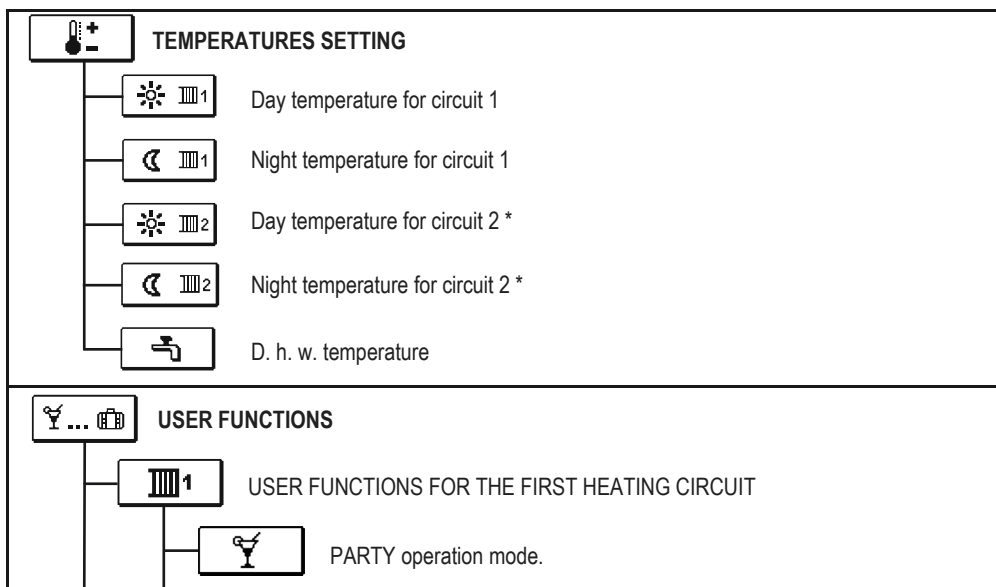 TEMPERATURES SETTING
1 Day temperature for circuit 1
1 Night temperature for circuit 1
2 Day temperature for circuit 2 *
2 Night temperature for circuit 2 *
D. h. w. temperature
... USER FUNCTIONS
1 USER FUNCTIONS FOR THE FIRST HEATING CIRCUIT
PARTY operation mode.